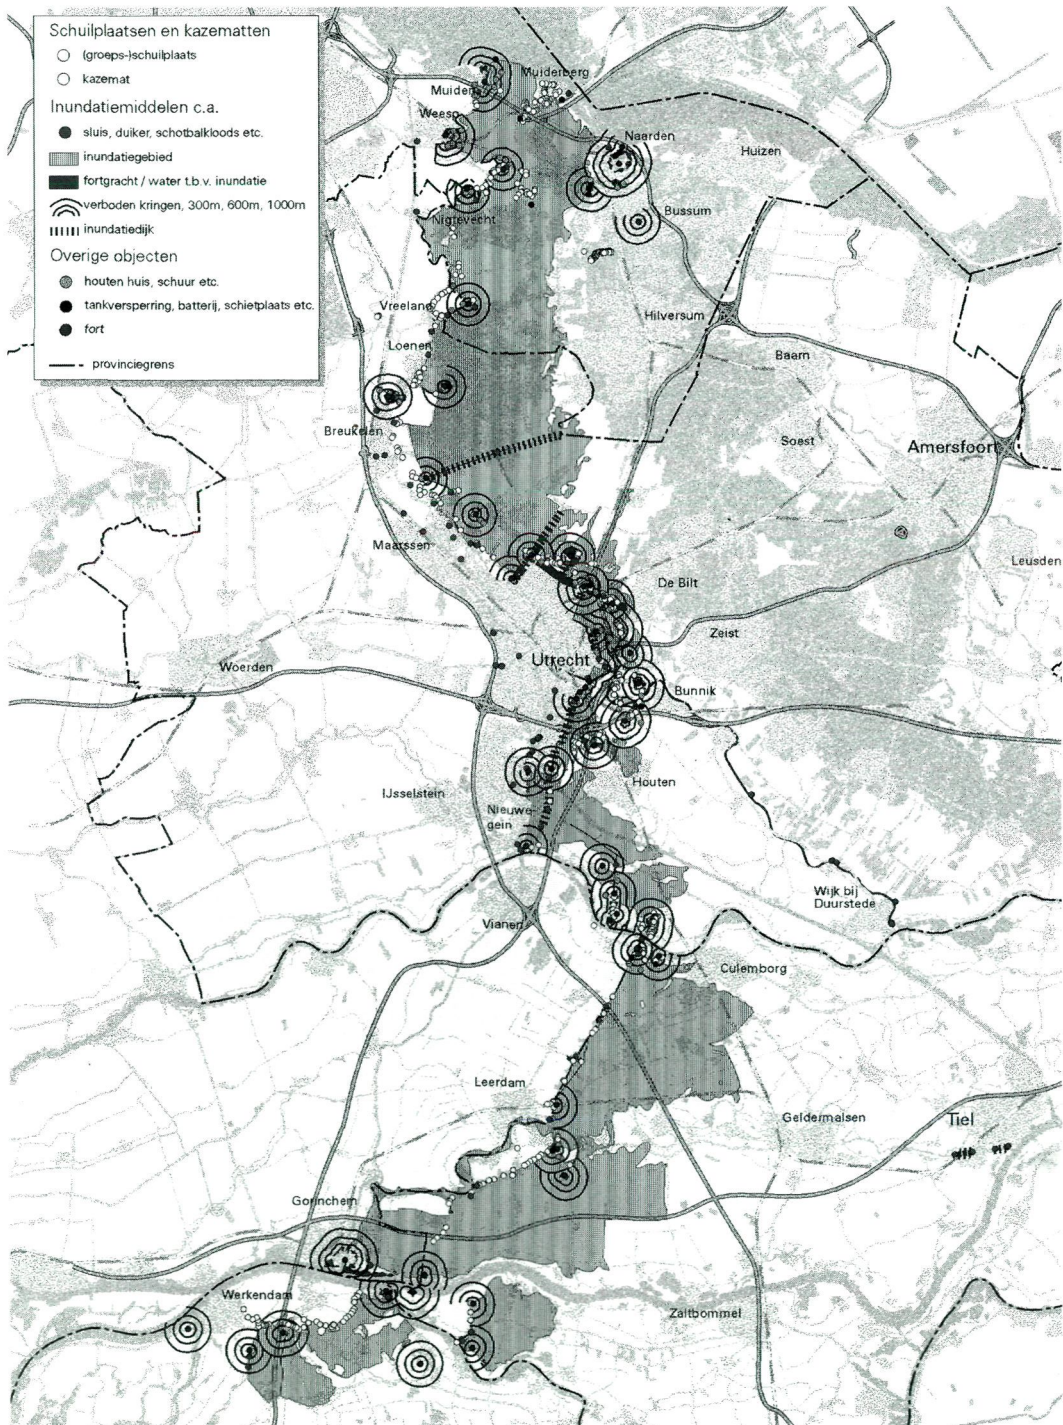 Schuilplaatsen en kazematten
(groeps-)schuilplaats
kazemat
Inundatiemiddelen c.a.
sluis, duiker, schotbalkloods etc.
inundatiegebied
fortgracht / water t.b.v. inundatie
verboden kringen, 300m, 600m, 1000m
inundatiedijk
Overige objecten
houten huis, schuur etc.
tankversperring, batterij, schietplaats etc.
fort
provinciegrens
Muiderberg
Muiden
Weesp
Naarden
Huizen
Nigtevecht
Bussum
Vreeland
Hilversum
Loenen
Baarn
Breukelen
Soest
Amersfoort
Maarssen
Leusden
De Bilt
Zeist
Utrecht
Woerden
Bunnik
Houten
IJsselstein
Nieuwe-
gein
Wijk bij
Duurstede
Vianen
Culemborg
Leerdam
Geldermalsen
Tiel
Gorinchem
Werkendam
Zaltbommel